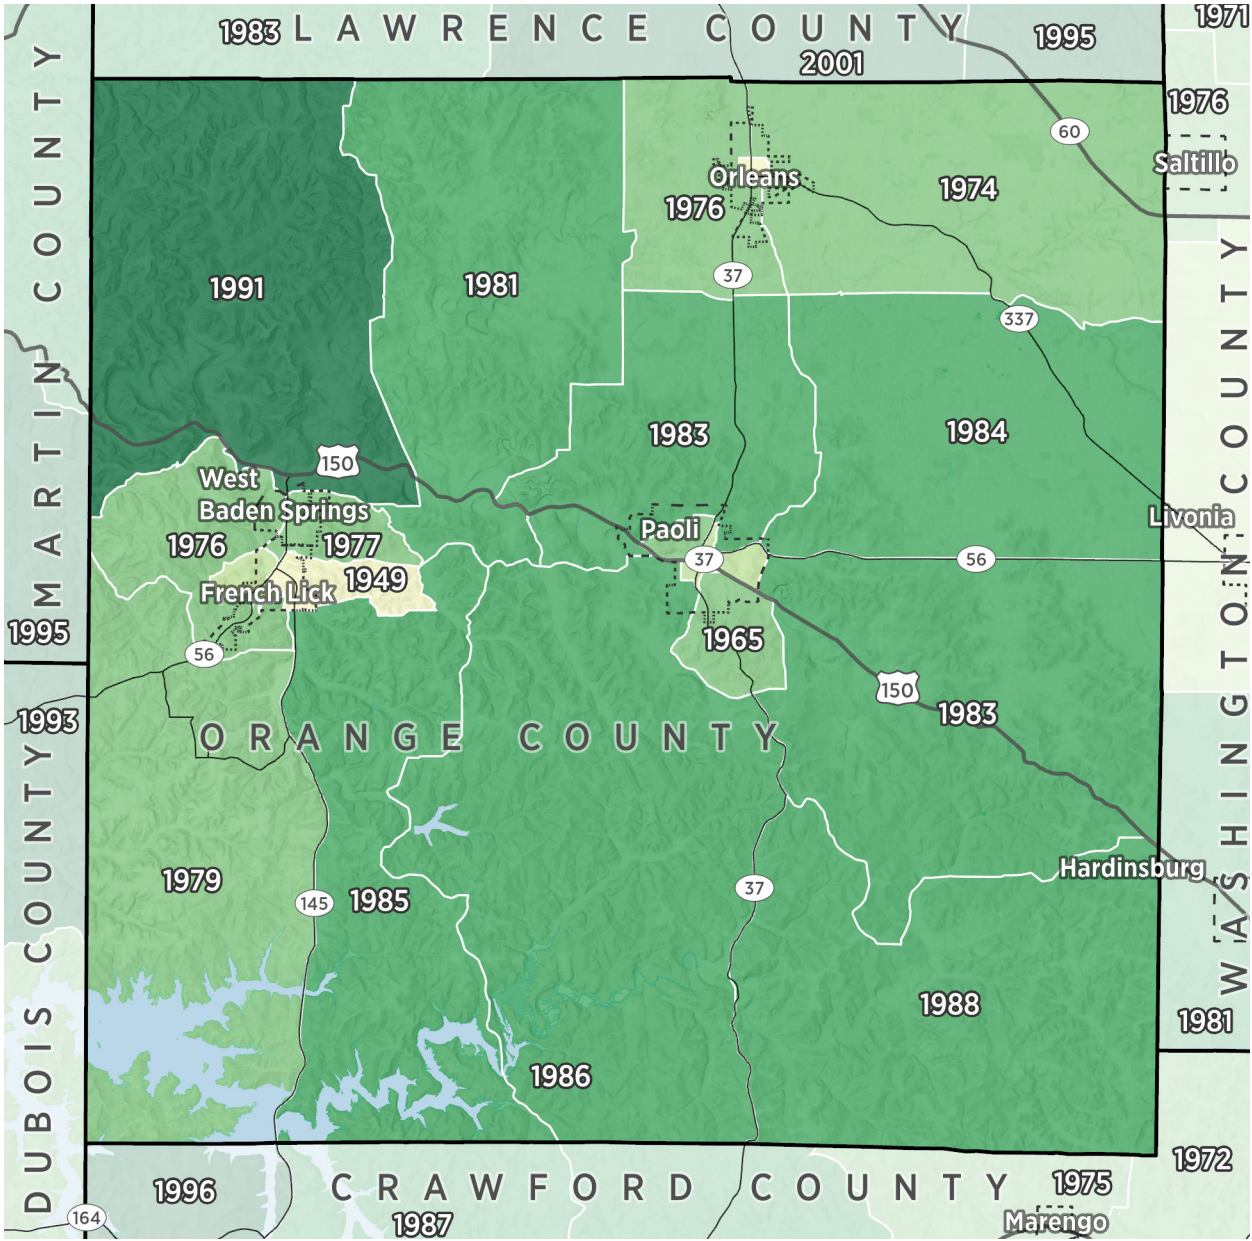 1983 LAWRENCE COUNTY 1995 1971
2001
1976
60
Saltillo
Orleans
1976
1974
MARTIN COUNTY
1991
1981
37
337
WASHINGTON COUNTY
1983
1984
150
West
Baden Springs
Livonia
1976
1977
Paoli
37
56
1949
French Lick
1995
56
1965
150
1993
ORANGE COUNTY
1983
DUBOIS COUNTY
1979
145
1985
37
Hardinsburg
1988
1981
1986
1996
CRAWFORD COUNTY
1975
1972
164
1987
Marengo